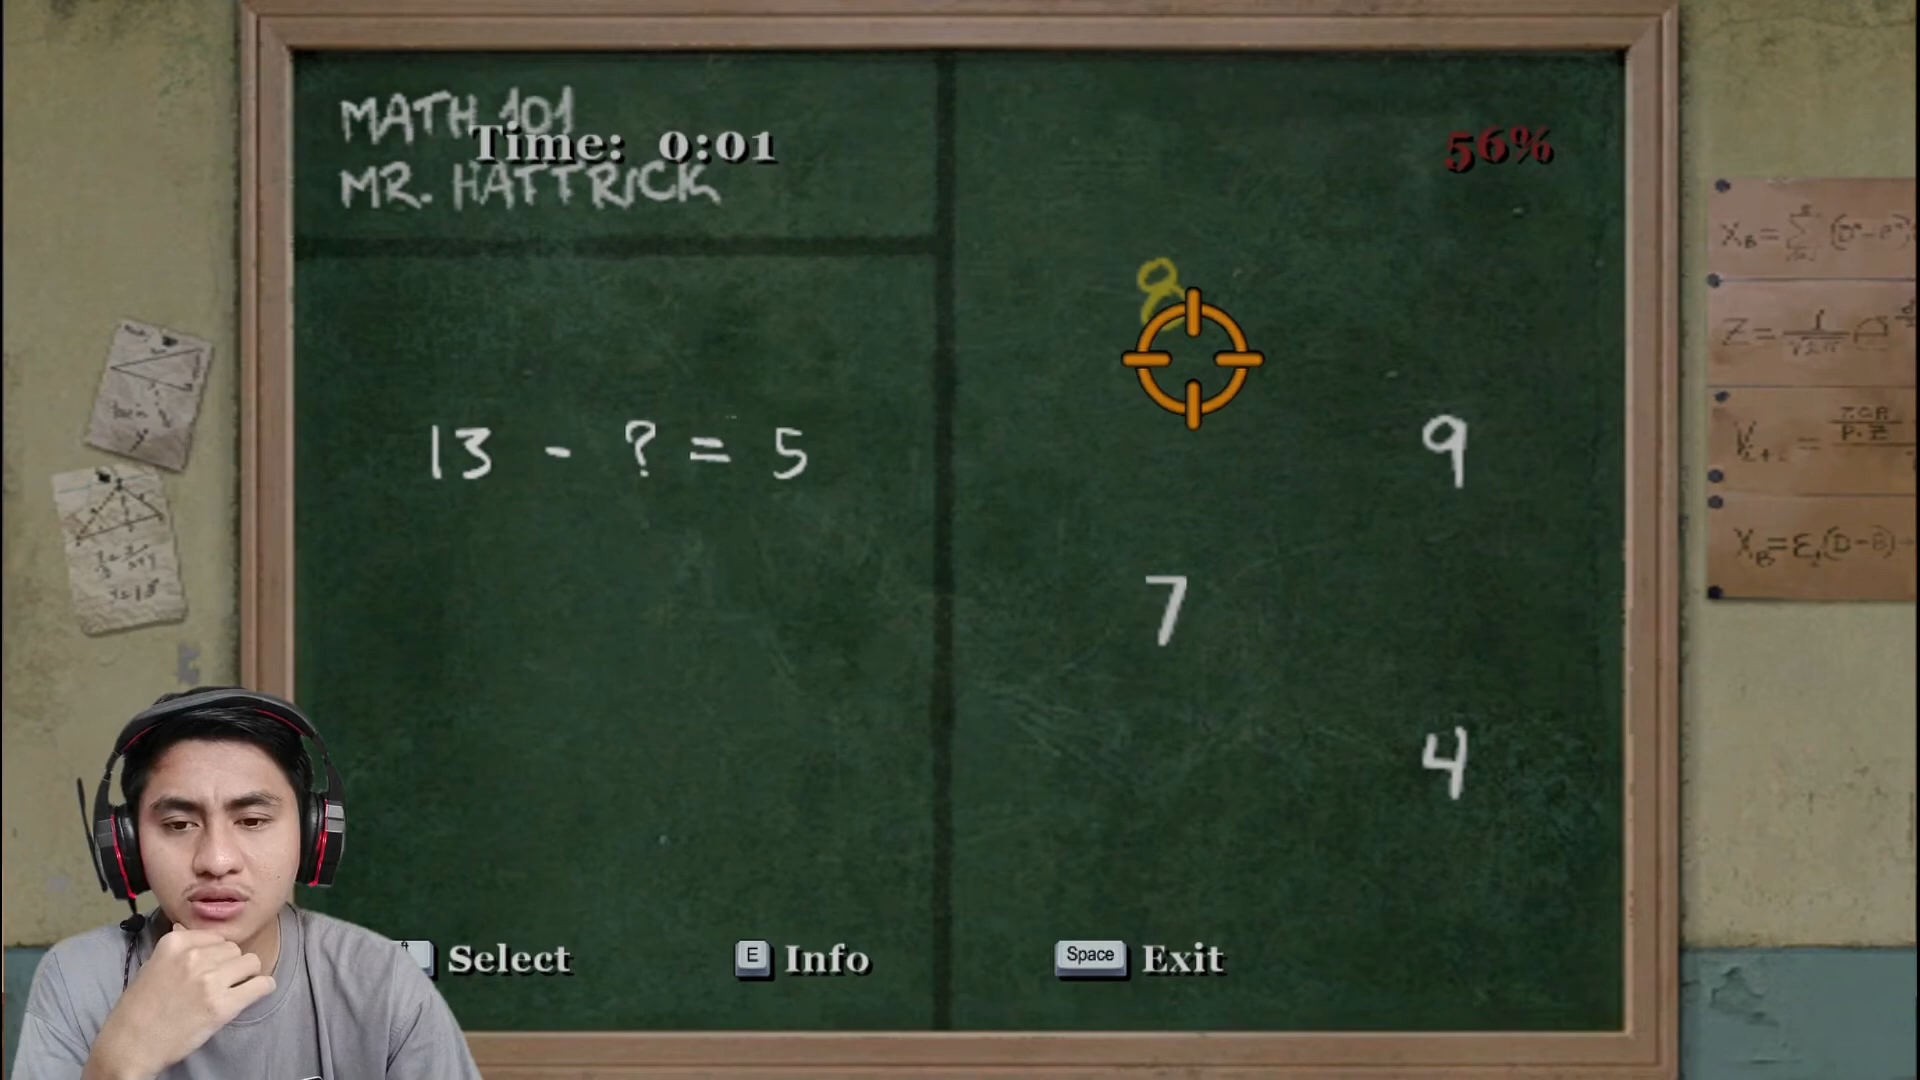 MATH 101
Time: 0:01
56%
MR. HATTRICK
8
13 - ? = 5
9
7
4
Select
E Info
Space Exit